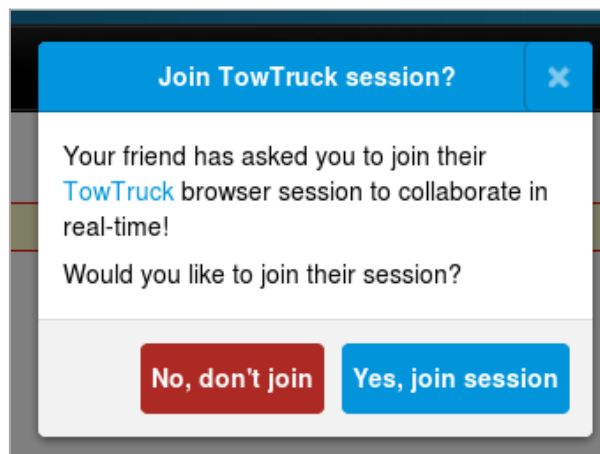 Join TowTruck session?
Your friend has asked you to join their
TowTruck browser session to collaborate in
real-time!
Would you like to join their session?
No, don't join
Yes, join session